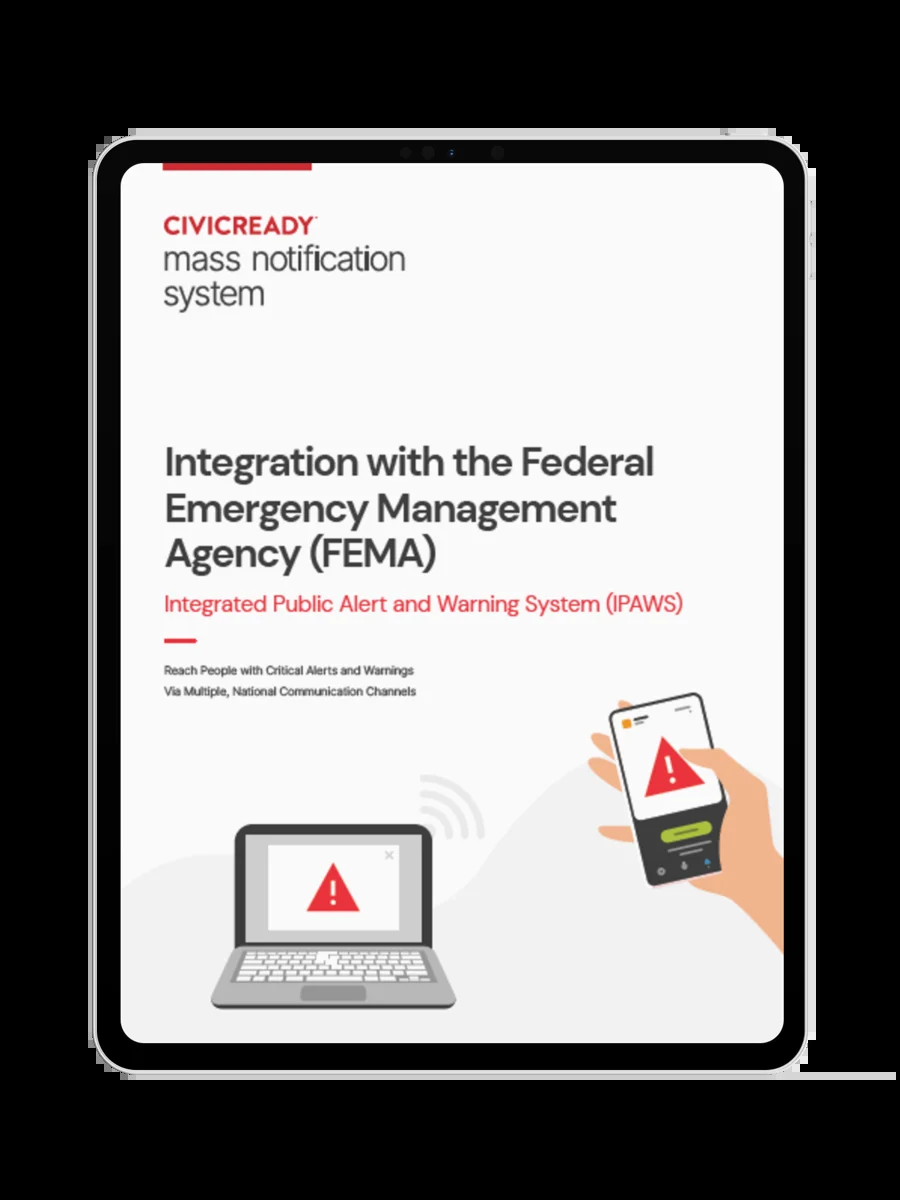 CIVICREADY
mass notification
system
Integration with the Federal
Emergency Management
Agency (FEMA)
Integrated Public Alert and Warning System (IPAWS)
Reach People with Critical Alerts and Warnings
Via Multiple, National Communication Channels